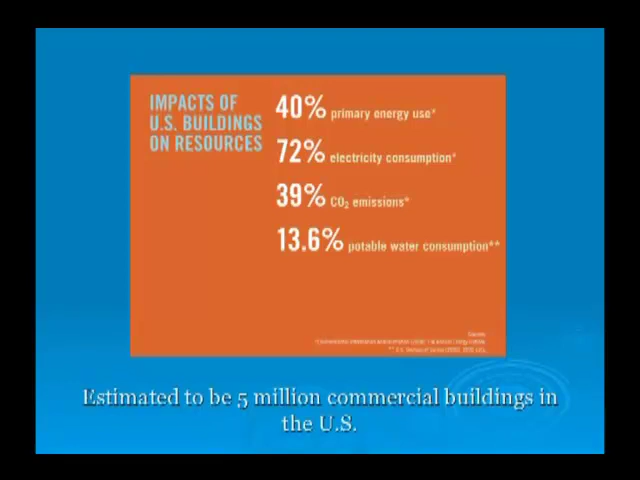 IMPACTS OF
U.S. BUILDINGS
ON RESOURCES
40% primary energy use*
72% electricity consumption*
39% CO₂ emissions*
13.6% potable water consumption**
Estimated to be 5 million commercial buildings in
the U.S.